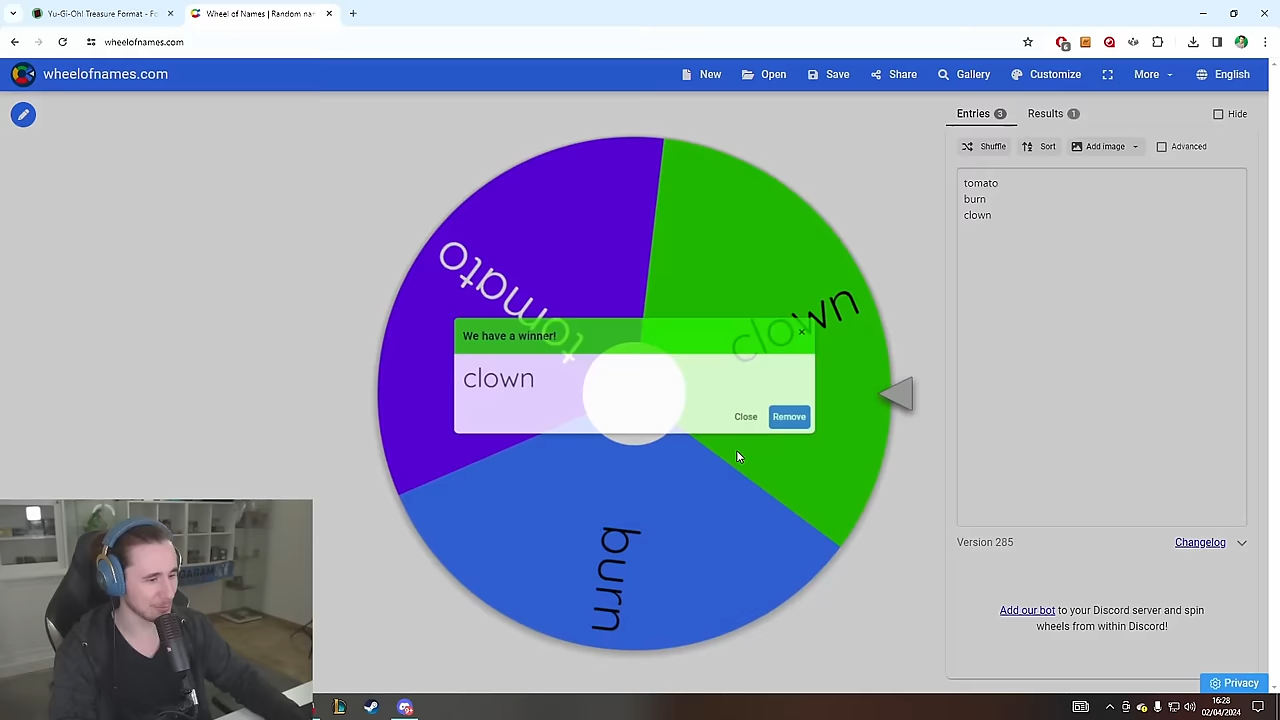 Yu-Gi-Oh! Treasure Format - Fo
Wheel of Names | Random na
wheelofnames.com
wheelofnames.com
New
Open
Save
Share
Gallery
Customize
More
English
Entries 3
Results 1
Hide
Shuffle
Sort
Add image
Advanced
tomato
burn
clown
tomato
clown
burn
We have a winner!
clown
Close
Remove
Version 285
Changelog
Add our bot to your Discord server and spin
wheels from within Discord!
Privacy
16:28
02/04/2024